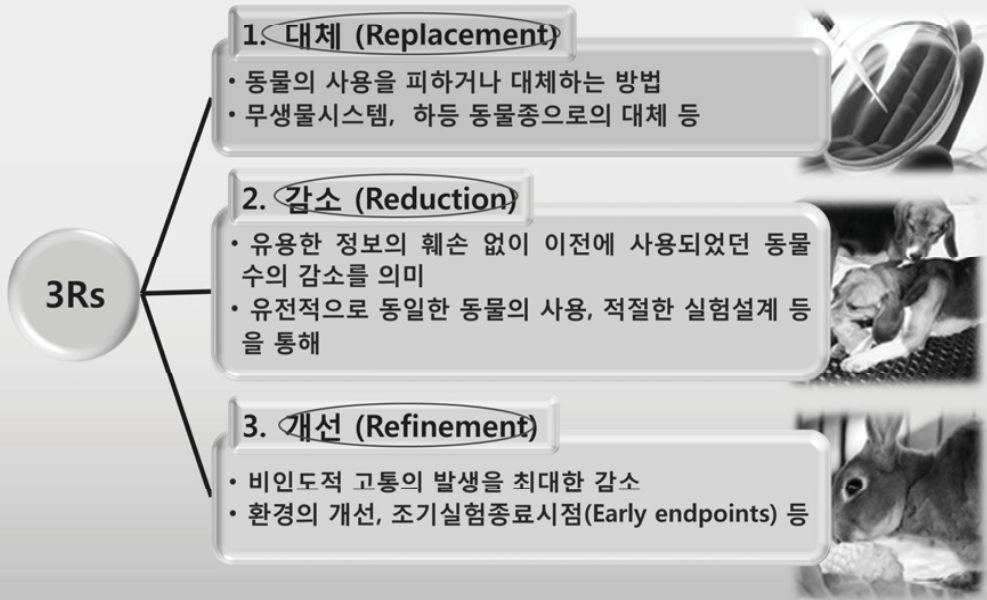 1. 대체 (Replacement)
• 동물의 사용을 피하거나 대체하는 방법
• 무생물시스템, 하등 동물종으로의 대체 등
2. 감소 (Reduction)
• 유용한 정보의 훼손 없이 이전에 사용되었던 동물
수의 감소를 의미
• 유전적으로 동일한 동물의 사용, 적절한 실험설계 등
을 통해
3Rs
3. 개선 (Refinement)
• 비인도적 고통의 발생을 최대한 감소
• 환경의 개선, 조기실험종료시점(Early endpoints) 등